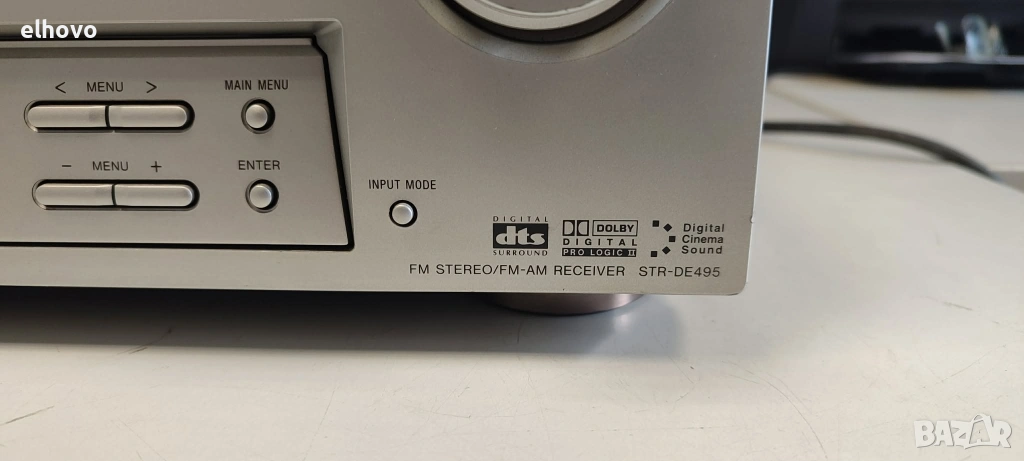 elhovo
< MENU >
MAIN MENU
- MENU +
ENTER
INPUT MODE
DIGITAL
dts
SURROUND
DOLBY
DIGITAL
PRO LOGIC II
Digital
Cinema
Sound
FM STEREO/FM-AM RECEIVER STR-DE495
BAZAR